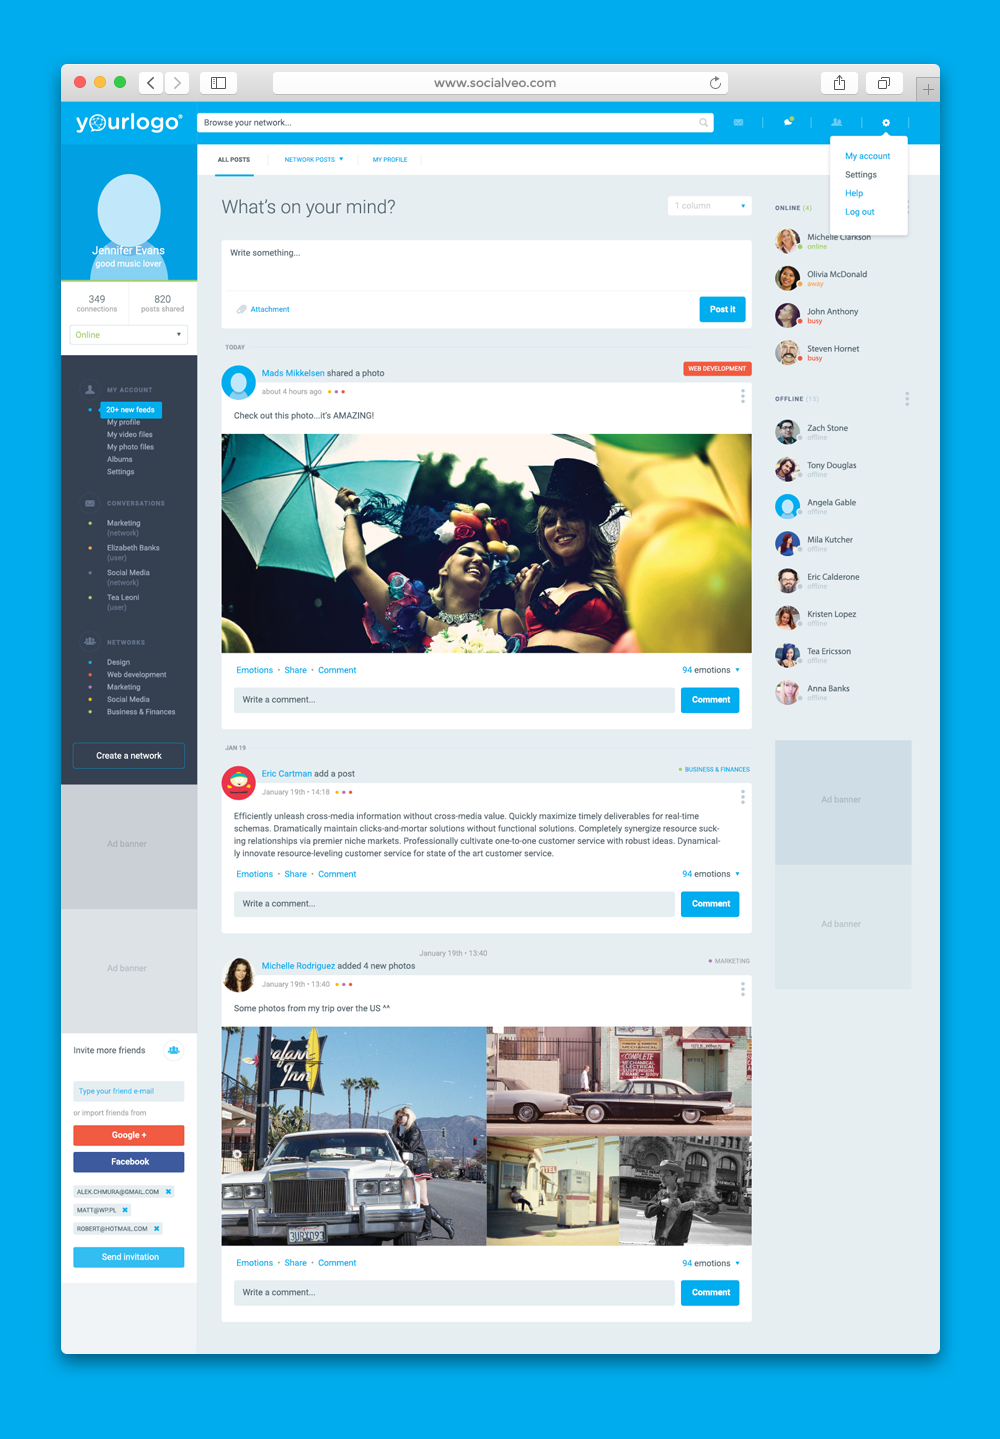 www.socialveo.com
yourlogo
Browse your network...
My account
Settings
Help
Log out
ALL POSTS
NETWORK POSTS
MY PROFILE
Jennifer Evans
good music lover
349
connections
820
posts shared
Online
MY ACCOUNT
20+ new feeds
My profile
My video files
My photo files
Albums
Settings
CONVERSATIONS
Marketing
(network)
Elizabeth Banks
(user)
Social Media
(network)
Tea Leoni
(user)
NETWORKS
Design
Web development
Marketing
Social Media
Business & Finances
Create a network
Ad banner
Ad banner
Invite more friends
Type your friend e-mail
or import friends from
Google +
Facebook
ALEK.CHMURA@GMAIL.COM
MATT@WP.PL
ROBERT@HOTMAIL.COM
Send invitation
What's on your mind?
1 column
Write something...
Attachment
Post it
TODAY
Mads Mikkelsen shared a photo
WEB DEVELOPMENT
about 4 hours ago
Check out this photo...it's AMAZING!
Emotions • Share • Comment
94 emotions
Write a comment...
Comment
JAN 19
Eric Cartman add a post
BUSINESS & FINANCES
January 19th • 14:18
Efficiently unleash cross-media information without cross-media value. Quickly maximize timely deliverables for real-time
schemas. Dramatically maintain clicks-and-mortar solutions without functional solutions. Completely synergize resource suck-
ing relationships via premier niche markets. Professionally cultivate one-to-one customer service with robust ideas. Dynamical-
ly innovate resource-leveling customer service for state of the art customer service.
Emotions • Share • Comment
94 emotions
Write a comment...
Comment
January 19th • 13:40
Michelle Rodriguez added 4 new photos
MARKETING
January 19th • 13:40
Some photos from my trip over the US ^^
Inn
COMPLETE
MECHANICAL
ELECTRICAL
SUSPENSION
Emotions • Share • Comment
94 emotions
Write a comment...
Comment
ONLINE (4)
Michelle Clarkson
online
Olivia McDonald
away
John Anthony
busy
Steven Hornet
busy
OFFLINE (13)
Zach Stone
offline
Tony Douglas
offline
Angela Gable
offline
Mila Kutcher
offline
Eric Calderone
offline
Kristen Lopez
offline
Tea Ericsson
offline
Anna Banks
offline
Ad banner
Ad banner